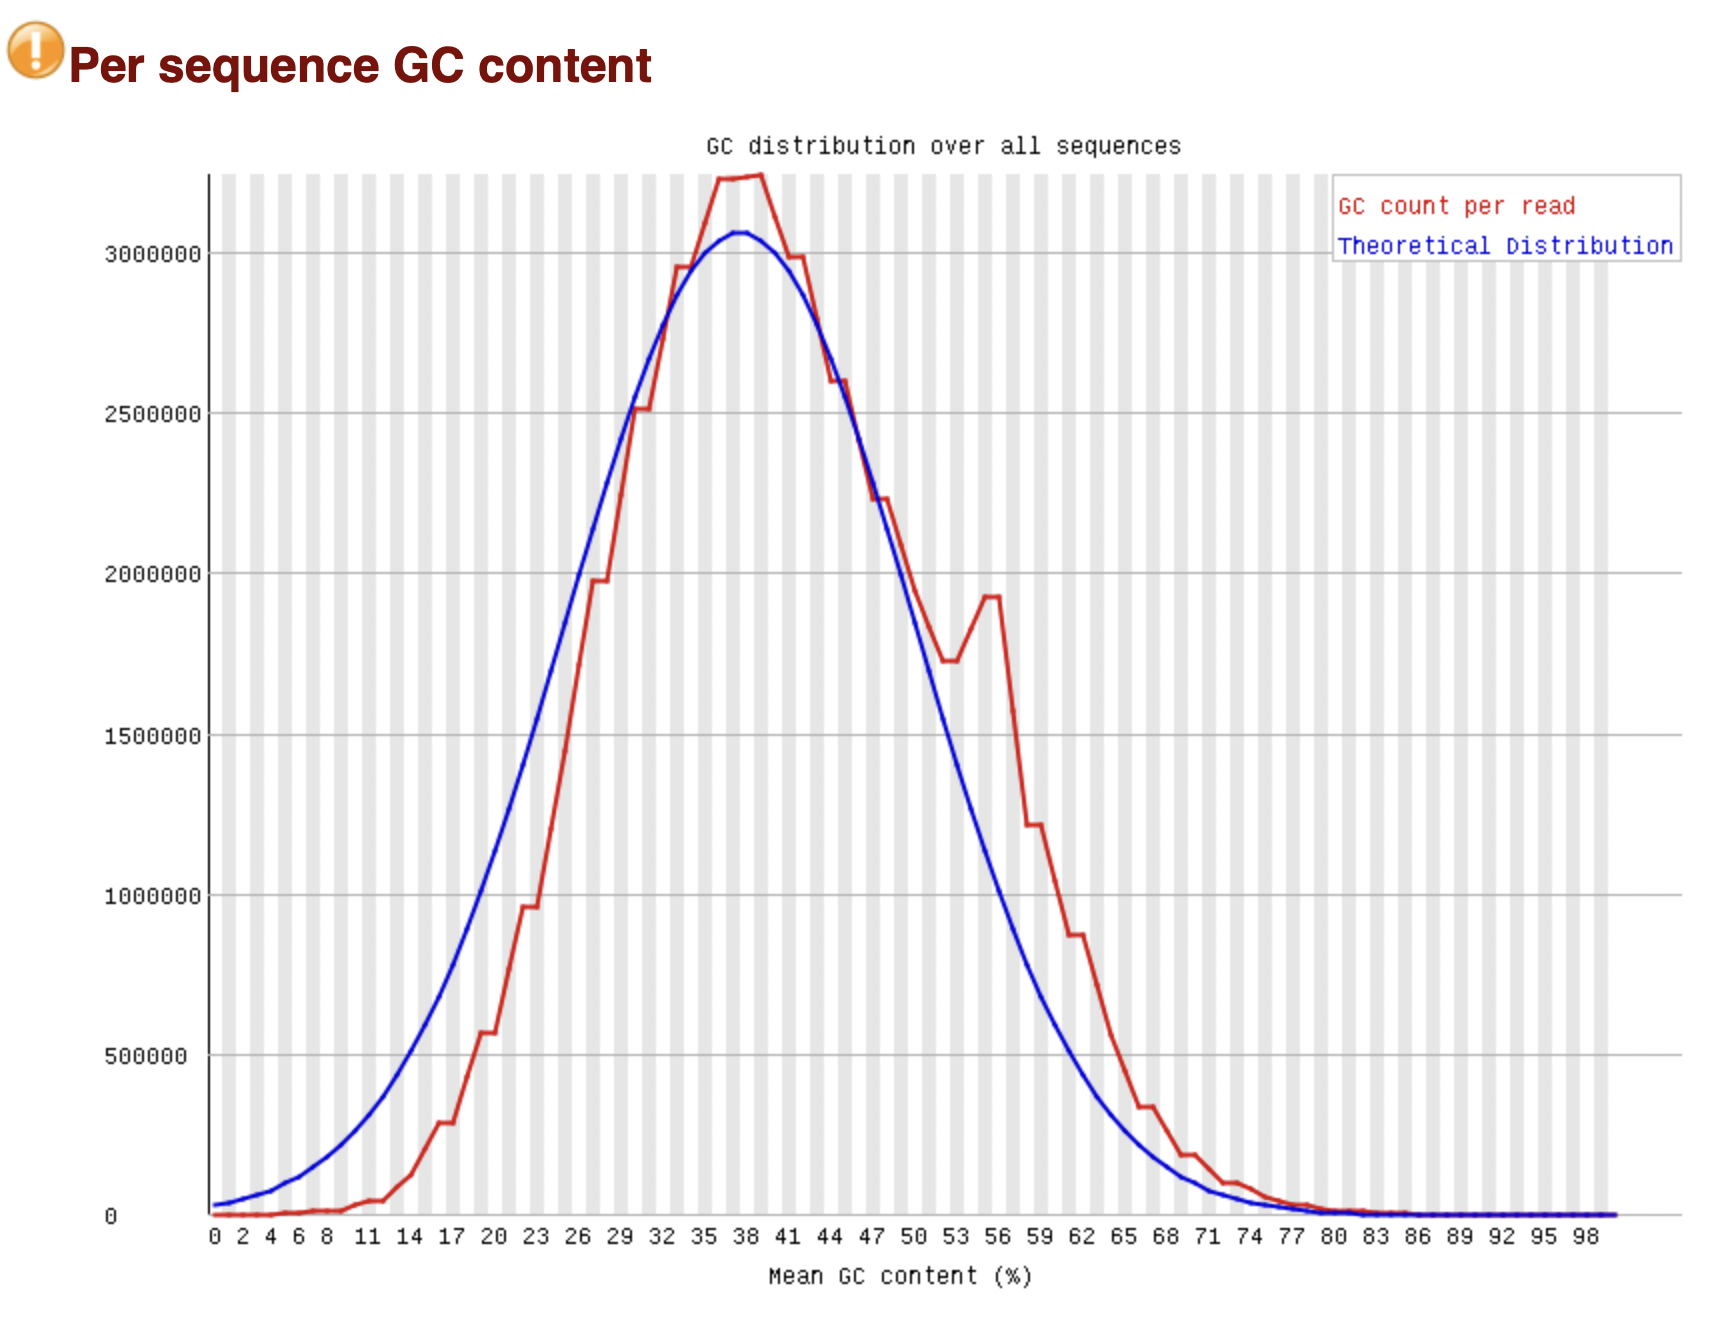 Per sequence GC content
GC distribution over all sequences
GC count per read
Theoretical Distribution
3000000
2500000
2000000
1500000
1000000
500000
0
0 2 4 6 8 11 14 17 20 23 26 29 32 35 38 41 44 47 50 53 56 59 62 65 68 71 74 77 80 83 86 89 92 95 98
Mean GC content (%)